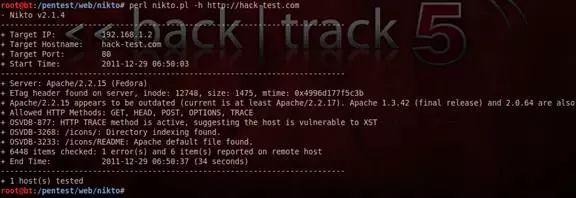 root@bt:/pentest/web/nikto# perl nikto.pl -h http://hack-test.com
- Nikto v2.1.4
---------------------------------------------------------------------------
+ Target IP: 192.168.1.2
+ Target Hostname: hack-test.com
+ Target Port: 80
+ Start Time: 2011-12-29 06:50:03
---------------------------------------------------------------------------
<< back | track 5
+ Server: Apache/2.2.15 (Fedora)
+ ETag header found on server, inode: 12748, size: 1475, mtime: 0x4996d177f5c3b
+ Apache/2.2.15 appears to be outdated (current is at least Apache/2.2.17). Apache 1.3.42 (final release) and 2.0.64 are also
+ Allowed HTTP Methods: GET, HEAD, POST, OPTIONS, TRACE
+ OSVDB-877: HTTP TRACE method is active, suggesting the host is vulnerable to XST
+ OSVDB-3268: /icons/: Directory indexing found.
+ OSVDB-3233: /icons/README: Apache default file found.
+ 6448 items checked: 1 error(s) and 6 item(s) reported on remote host
+ End Time: 2011-12-29 06:50:37 (34 seconds)
---------------------------------------------------------------------------
+ 1 host(s) tested
root@bt:/pentest/web/nikto#